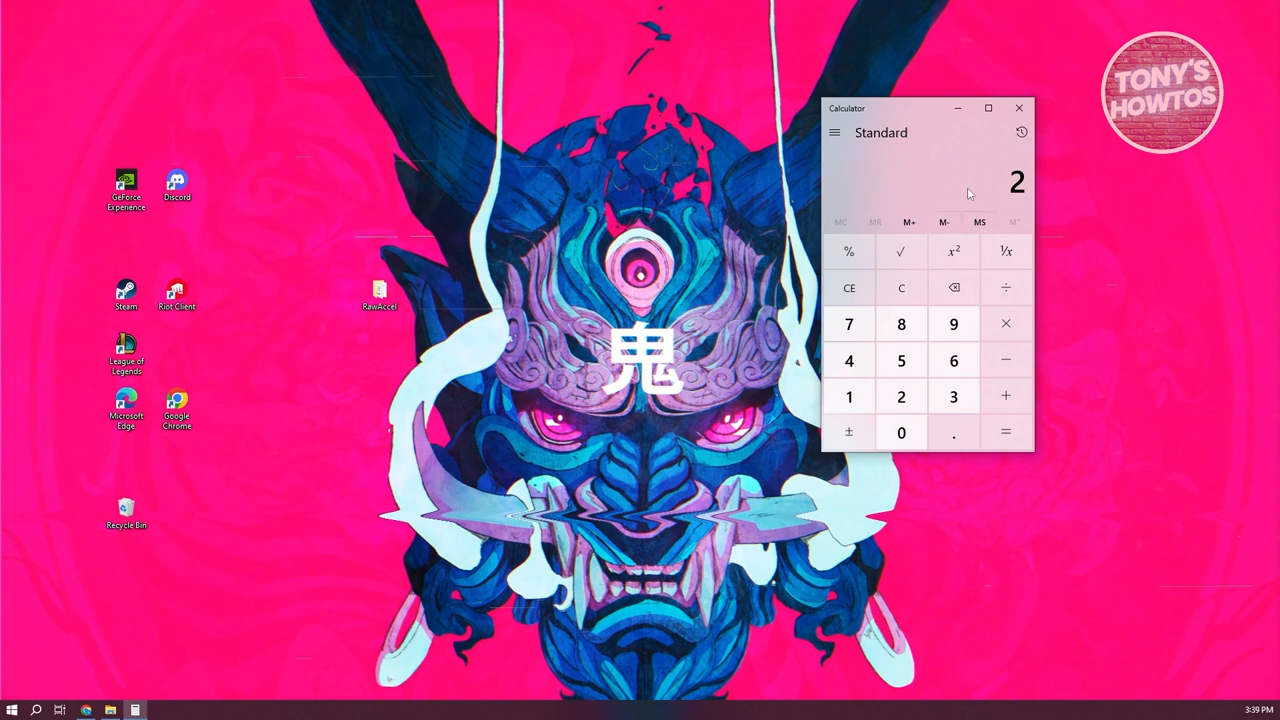 TONY'S
HOWTOS
Calculator
Standard
2
MC MR M+ M- MS M˅
% √ x² ¹/x
CE C ÷
7 8 9 ×
4 5 6 −
1 2 3 +
± 0 . =
GeForce
Experience
Discord
Steam
Riot Client
RawAccel
League of
Legends
Microsoft
Edge
Google
Chrome
Recycle Bin
鬼
3:39 PM